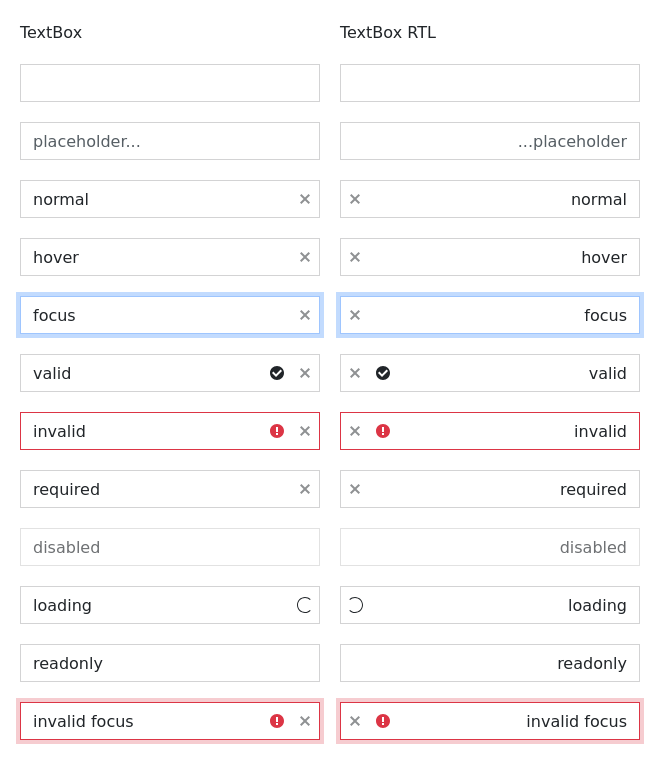 TextBox
TextBox RTL
placeholder...
...placeholder
normal
normal
hover
hover
focus
focus
valid
valid
invalid
invalid
required
required
disabled
disabled
loading
loading
readonly
readonly
invalid focus
invalid focus